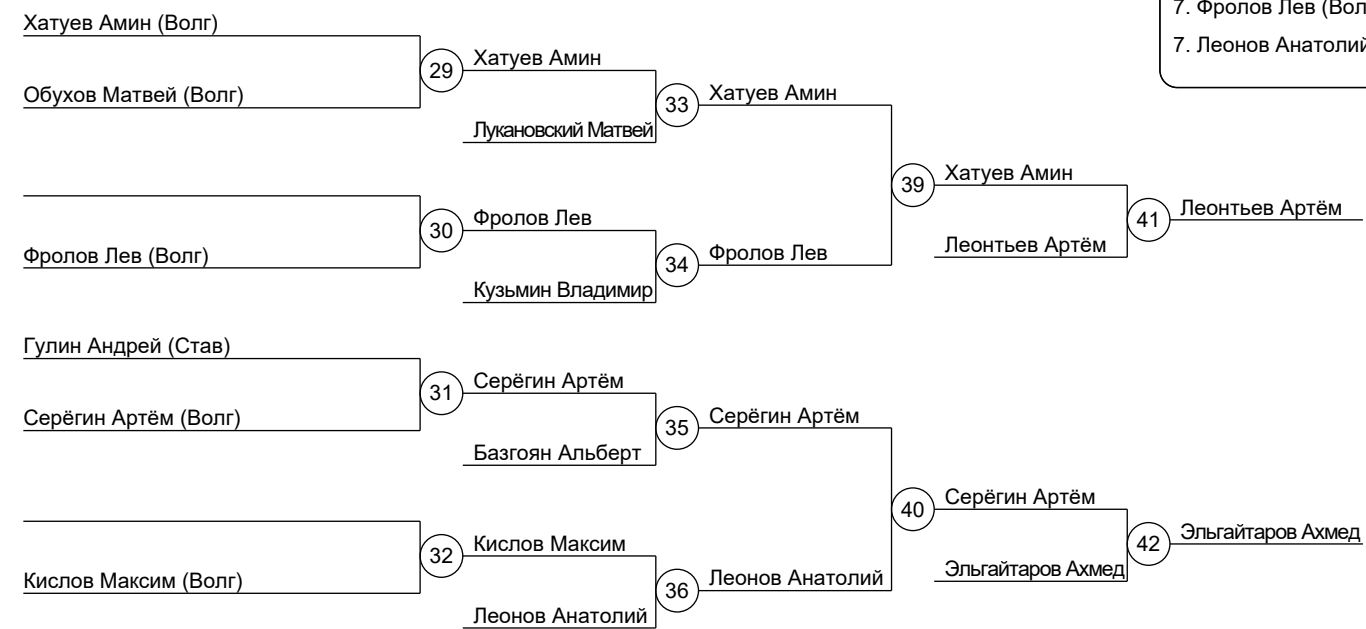 7. Фролов Лев (Вол
7. Леонов Анатолий
Хатуев Амин (Волг)
Обухов Матвей (Волг)
29
Хатуев Амин
Лукановский Матвей
33
Хатуев Амин
Фролов Лев (Волг)
30
Фролов Лев
Кузьмин Владимир
34
Фролов Лев
39
Хатуев Амин
Леонтьев Артём
41
Леонтьев Артём
Гулин Андрей (Став)
Серёгин Артём (Волг)
31
Серёгин Артём
Базгоян Альберт
35
Серёгин Артём
Кислов Максим (Волг)
32
Кислов Максим
Леонов Анатолий
36
Леонов Анатолий
40
Серёгин Артём
Эльгайтаров Ахмед
42
Эльгайтаров Ахмед